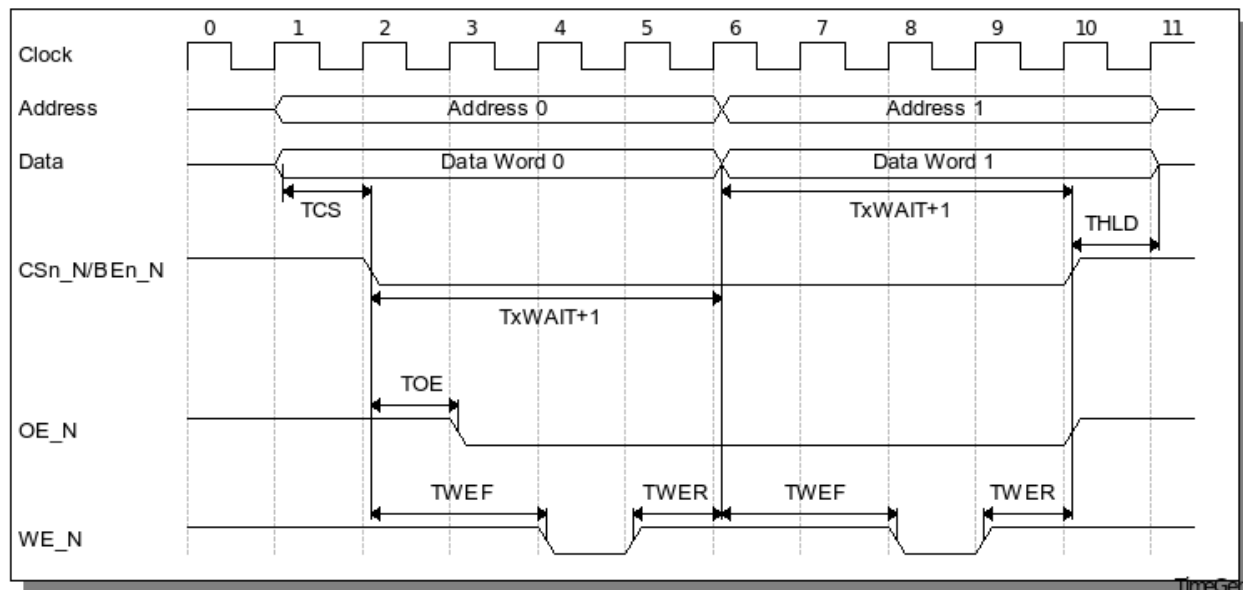 0 1 2 3 4 5 6 7 8 9 10 11
Clock
Address Address 0 Address 1
Data Data Word 0 Data Word 1
TCS TxWAIT+1
THLD
CSn_N/BEn_N
TxWAIT+1
TOE
OE_N
TWEF TWER TWEF TWER
WE_N